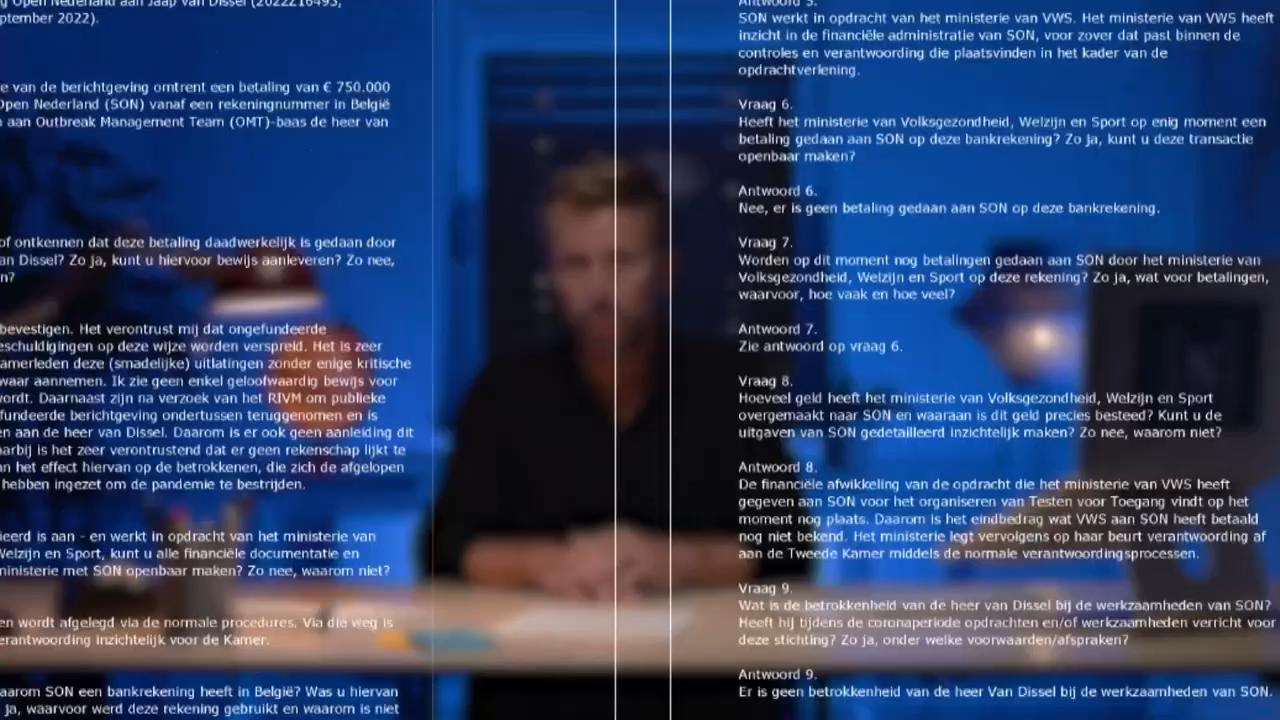 g Open Nederland aan Jaap van Dissel (2022Z16493,
ptember 2022).
e van de berichtgeving omtrent een betaling van € 750.000
Open Nederland (SON) vanaf een rekeningnummer in België
aan Outbreak Management Team (OMT)-baas de heer van
of ontkennen dat deze betaling daadwerkelijk is gedaan door
an Dissel? Zo ja, kunt u hiervoor bewijs aanleveren? Zo nee,
n?
bevestigen. Het verontrust mij dat ongefundeerde
eschuldigingen op deze wijze worden verspreid. Het is zeer
amerleden deze (smadelijke) uitlatingen zonder enige kritische
waar aannemen. Ik zie geen enkel geloofwaardig bewijs voor
wordt. Daarnaast zijn na verzoek van het RIVM om publieke
fundeerde berichtgeving ondertussen teruggenomen en is
n aan de heer van Dissel. Daarom is er ook geen aanleiding dit
aarbij is het zeer verontrustend dat er geen rekenschap lijkt te
n het effect hiervan op de betrokkenen, die zich de afgelopen
hebben ingezet om de pandemie te bestrijden.
ieerd is aan - en werkt in opdracht van het ministerie van
Welzijn en Sport, kunt u alle financiële documentatie en
ministerie met SON openbaar maken? Zo nee, waarom niet?
en wordt afgelegd via de normale procedures. Via die weg is
erantwoording inzichtelijk voor de Kamer.
aarom SON een bankrekening heeft in België? Was u hiervan
ja, waarvoor werd deze rekening gebruikt en waarom is niet
Antwoord 5.
SON werkt in opdracht van het ministerie van VWS. Het ministerie van VWS heeft
inzicht in de financiële administratie van SON, voor zover dat past binnen de
controles en verantwoording die plaatsvinden in het kader van de
opdrachtverlening.
Vraag 6.
Heeft het ministerie van Volksgezondheid, Welzijn en Sport op enig moment een
betaling gedaan aan SON op deze bankrekening? Zo ja, kunt u deze transactie
openbaar maken?
Antwoord 6.
Nee, er is geen betaling gedaan aan SON op deze bankrekening.
Vraag 7.
Worden op dit moment nog betalingen gedaan aan SON door het ministerie van
Volksgezondheid, Welzijn en Sport op deze rekening? Zo ja, wat voor betalingen,
waarvoor, hoe vaak en hoe veel?
Antwoord 7.
Zie antwoord op vraag 6.
Vraag 8.
Hoeveel geld heeft het ministerie van Volksgezondheid, Welzijn en Sport
overgemaakt naar SON en waaraan is dit geld precies besteed? Kunt u de
uitgaven van SON gedetailleerd inzichtelijk maken? Zo nee, waarom niet?
Antwoord 8.
De financiële afwikkeling van de opdracht die het ministerie van VWS heeft
gegeven aan SON voor het organiseren van Testen voor Toegang vindt op het
moment nog plaats. Daarom is het eindbedrag wat VWS aan SON heeft betaald
nog niet bekend. Het ministerie legt vervolgens op haar beurt verantwoording af
aan de Tweede Kamer middels de normale verantwoordingsprocessen.
Vraag 9.
Wat is de betrokkenheid van de heer van Dissel bij de werkzaamheden van SON?
Heeft hij tijdens de coronaperiode opdrachten en/of werkzaamheden verricht voor
deze stichting? Zo ja, onder welke voorwaarden/afspraken?
Antwoord 9.
Er is geen betrokkenheid van de heer Van Dissel bij de werkzaamheden van SON.